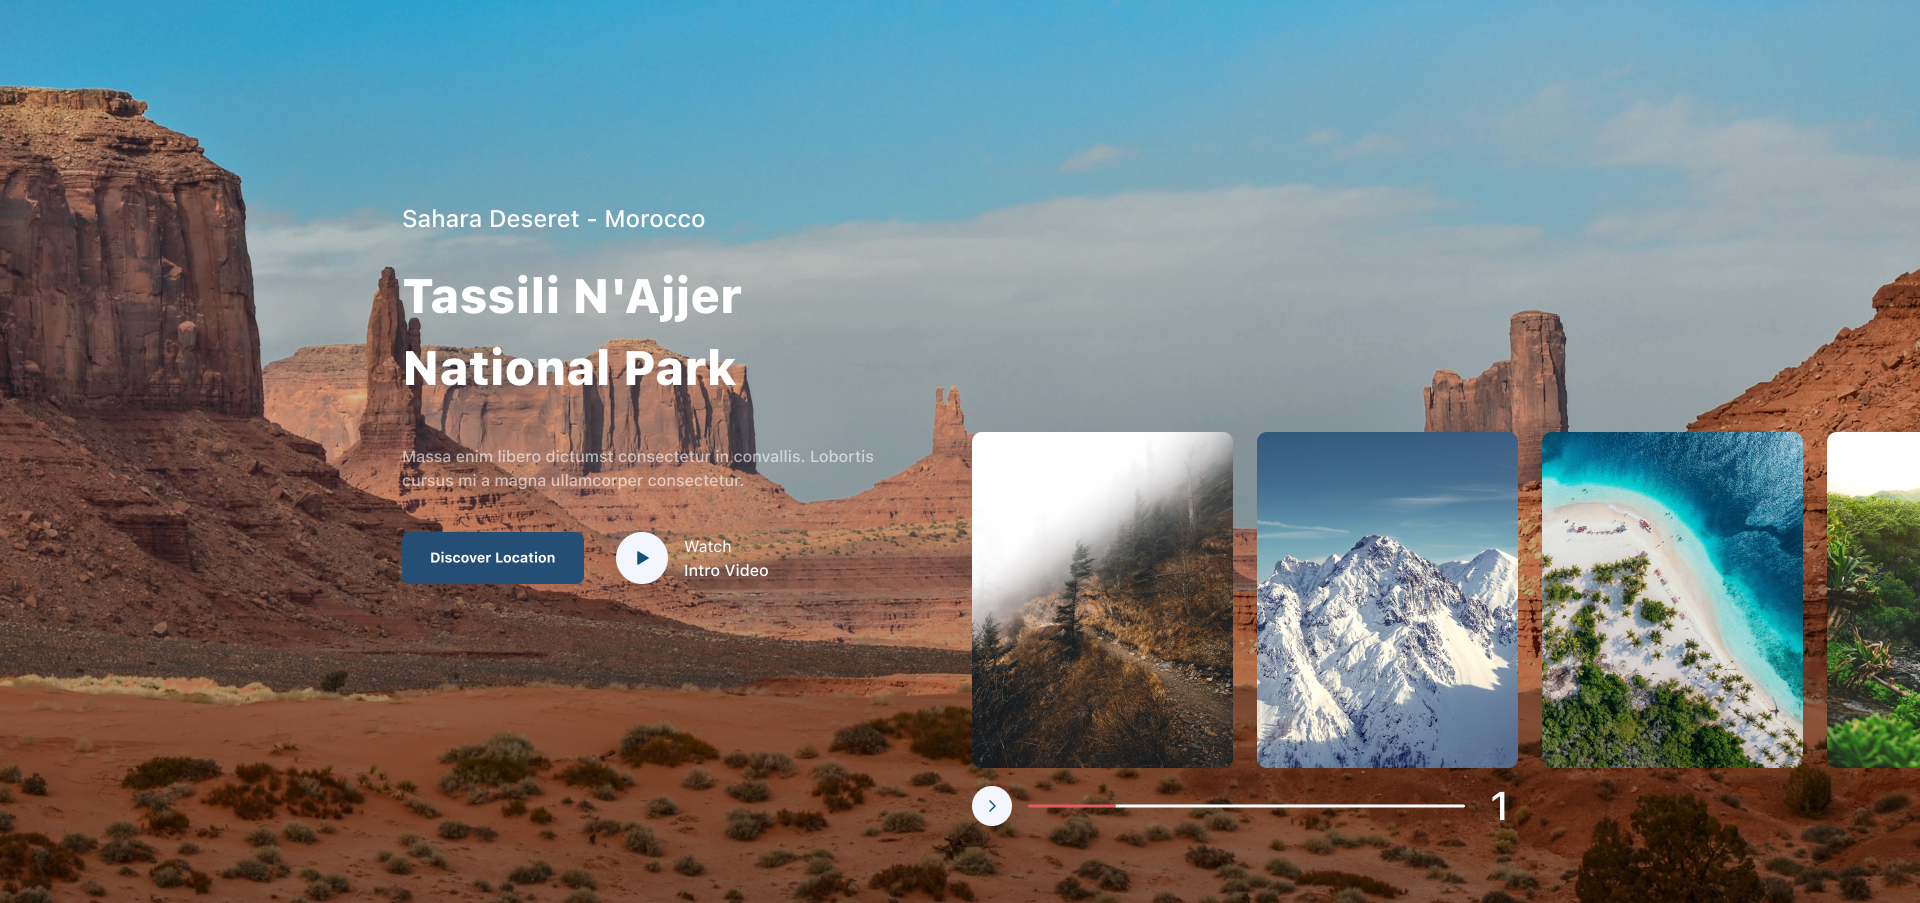 Sahara Deseret - Morocco
Tassili N'Ajjer
National Park
Massa enim libero dictumst consectetur in convallis. Lobortis
cursus mi a magna ullamcorper consectetur.
Discover Location
Watch
Intro Video
1